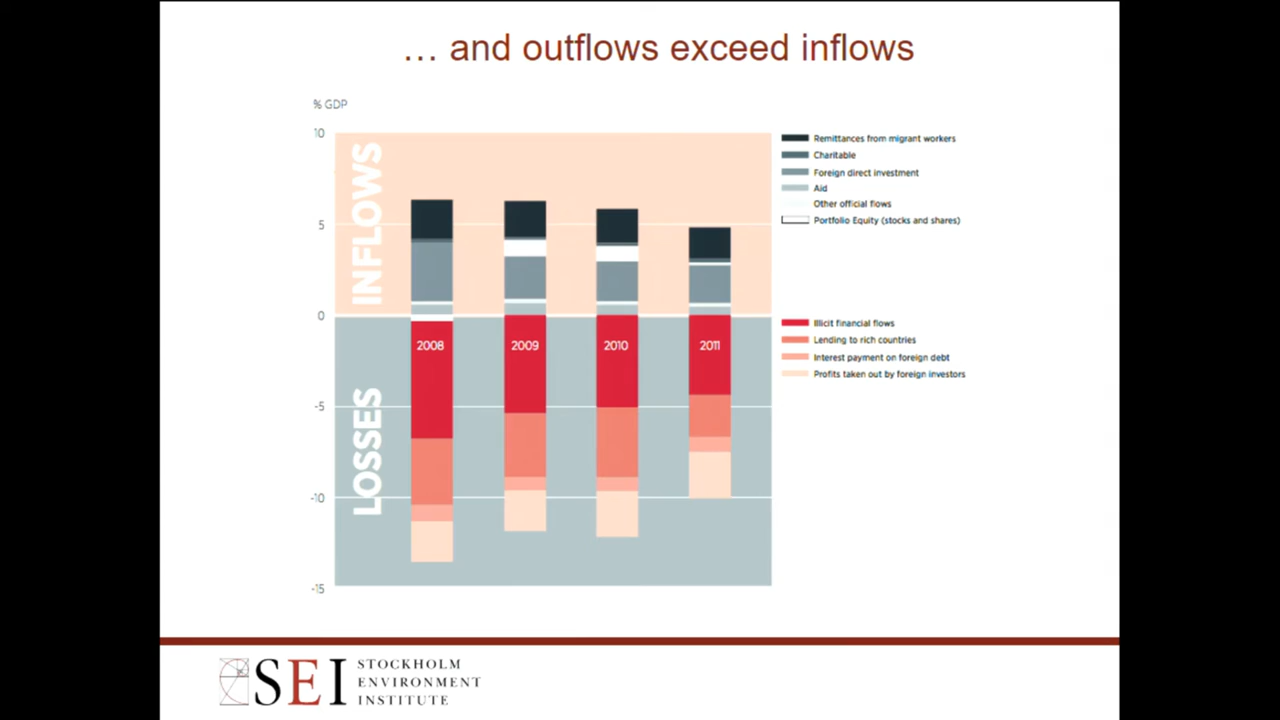 ... and outflows exceed inflows
% GDP
10
5
0
-5
-10
-15
INFLOWS
LOSSES
2008
2009
2010
2011
Remittances from migrant workers
Charitable
Foreign direct investment
Aid
Other official flows
Portfolio Equity (stocks and shares)
Illicit financial flows
Lending to rich countries
Interest payment on foreign debt
Profits taken out by foreign investors
SEI
STOCKHOLM
ENVIRONMENT
INSTITUTE